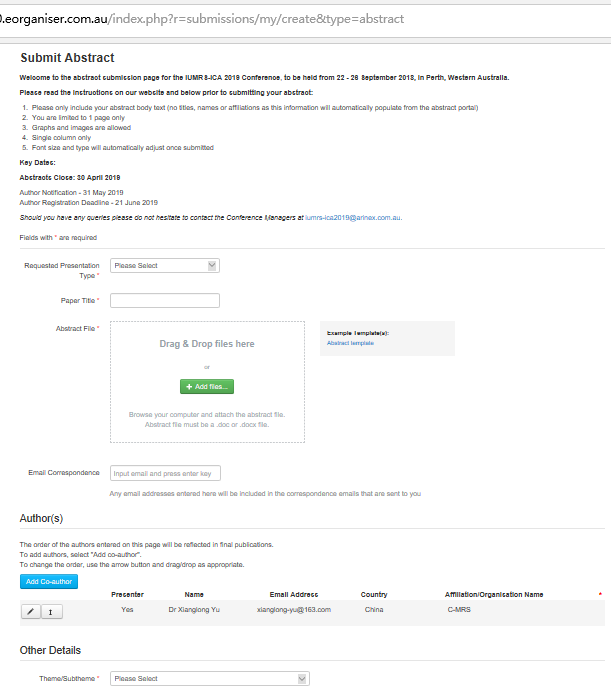 0.eorganiser.com.au/index.php?r=submissions/my/create&type=abstract
Submit Abstract
Welcome to the abstract submission page for the IUMRS-ICA 2019 Conference, to be held from 22 - 26 September 2018, in Perth, Western Australia.
Please read the instructions on our website and below prior to submitting your abstract:
1. Please only include your abstract body text (no titles, names or affiliations as this information will automatically populate from the abstract portal)
2. You are limited to 1 page only
3. Graphs and images are allowed
4. Single column only
5. Font size and type will automatically adjust once submitted
Key Dates:
Abstracts Close: 30 April 2019
Author Notification - 31 May 2019
Author Registration Deadline - 21 June 2019
Should you have any queries please do not hesitate to contact the Conference Managers at iumrs-ica2019@arinex.com.au.
Fields with * are required
Requested Presentation Type * Please Select
Paper Title *
Abstract File *
Drag & Drop files here
or
+ Add files...
Browse your computer and attach the abstract file.
Abstract file must be a .doc or .docx file.
Example Template(s):
Abstract template
Email Correspondence Input email and press enter key
Any email addresses entered here will be included in the correspondence emails that are sent to you
Author(s)
The order of the authors entered on this page will be reflected in final publications.
To add authors, select "Add co-author".
To change the order, use the arrow button and drag/drop as appropriate.
Add Co-author
Presenter Name Email Address Country Affiliation/Organisation Name *
Yes Dr Xianglong Yu xianglong-yu@163.com China C-MRS
Other Details
Theme/Subtheme * Please Select